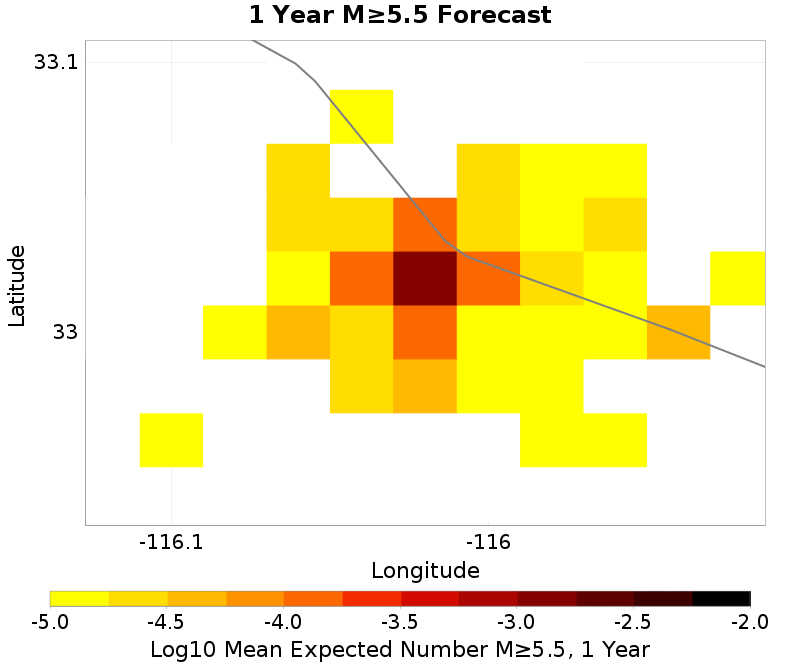 1 Year M≥5.5 Forecast
33.1
33
Latitude
-116.1 -116
Longitude
-5.0 -4.5 -4.0 -3.5 -3.0 -2.5 -2.0
Log10 Mean Expected Number M≥5.5, 1 Year